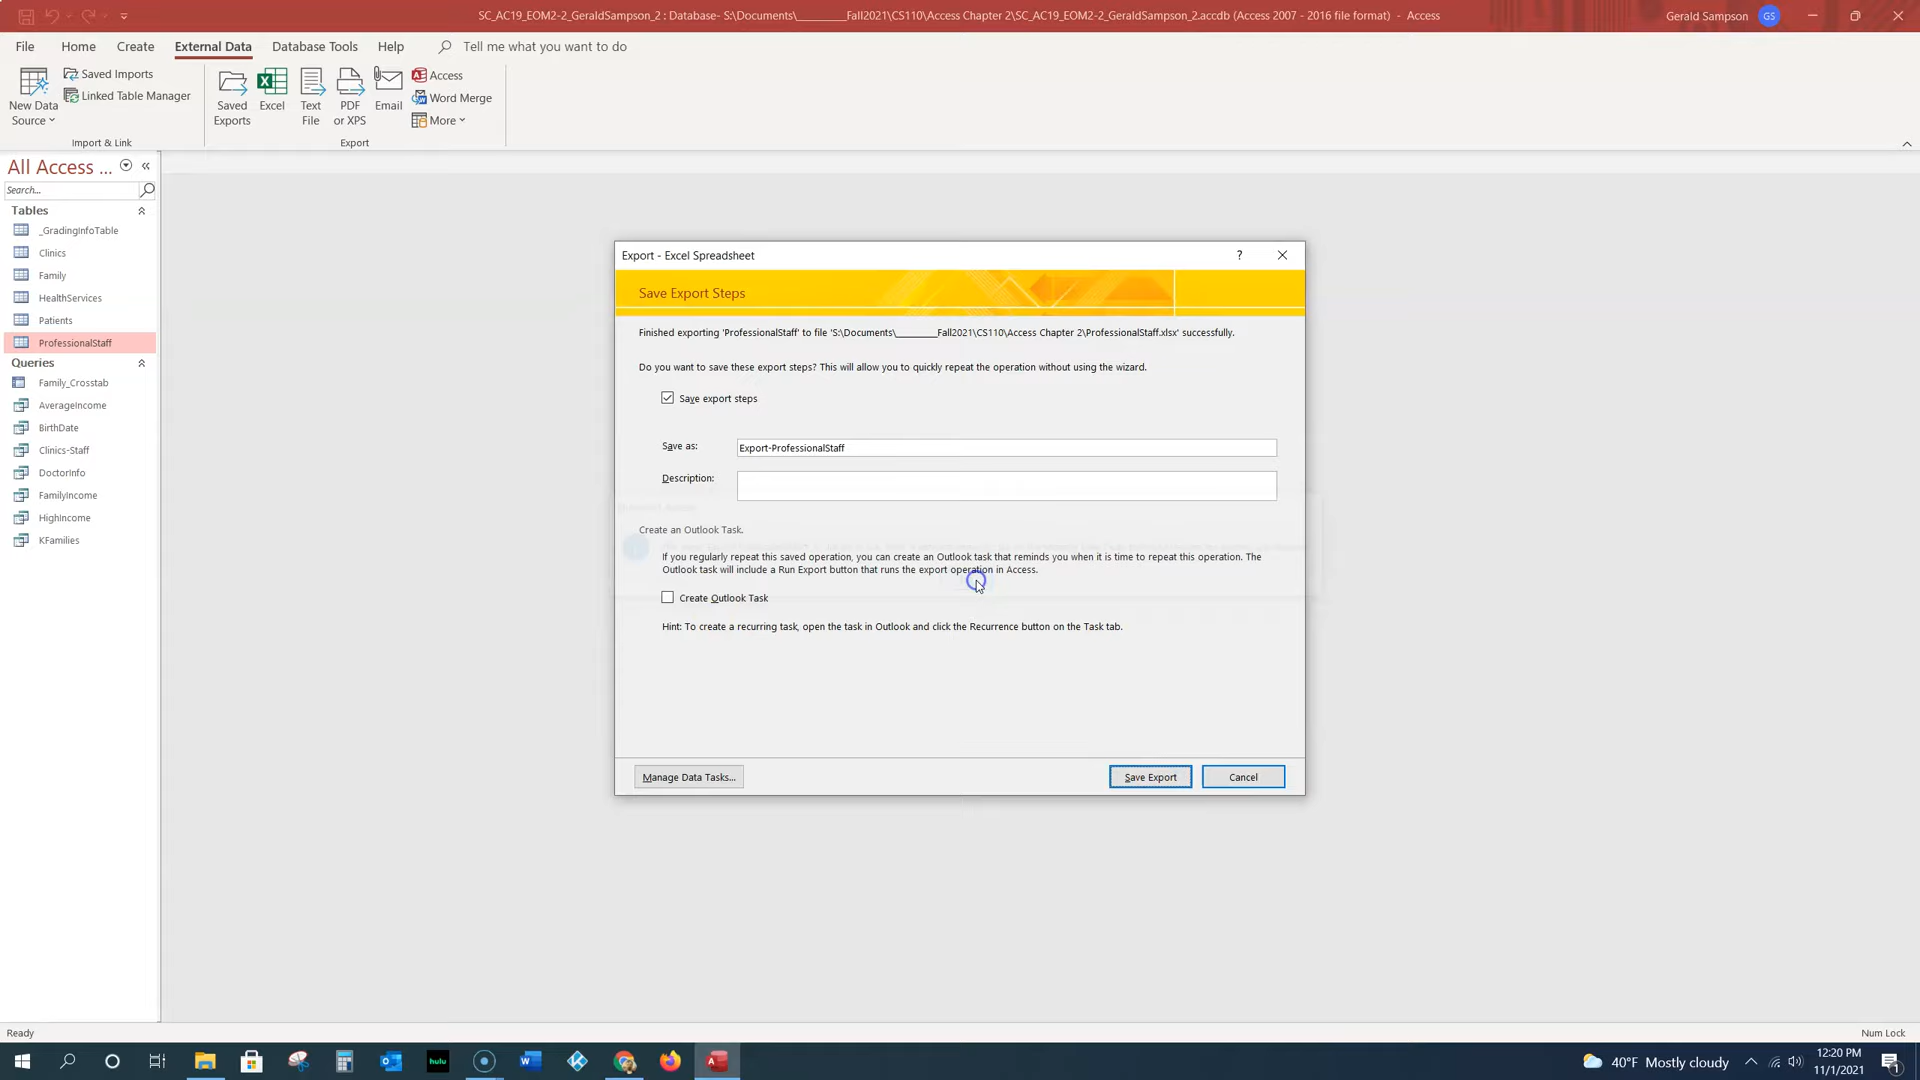 SC_AC19_EOM2-2_GeraldSampson_2 : Database- S:\Documents\________Fall2021\CS110\Access Chapter 2\SC_AC19_EOM2-2_GeraldSampson_2.accdb (Access 2007 - 2016 file format) - Access
Gerald Sampson GS
File Home Create External Data Database Tools Help Tell me what you want to do
New Data Source
Saved Imports
Linked Table Manager
Saved Exports
Excel
Text File
PDF or XPS
Email
Access
Word Merge
More
Import & Link
Export
All Access ...
Search...
Tables
_GradingInfoTable
Clinics
Family
HealthServices
Patients
ProfessionalStaff
Queries
Family_Crosstab
AverageIncome
BirthDate
Clinics-Staff
DoctorInfo
FamilyIncome
HighIncome
KFamilies
Export - Excel Spreadsheet ?
Save Export Steps
Finished exporting 'ProfessionalStaff' to file 'S:\Documents\________Fall2021\CS110\Access Chapter 2\ProfessionalStaff.xlsx' successfully.
Do you want to save these export steps? This will allow you to quickly repeat the operation without using the wizard.
Save export steps
Save as: Export-ProfessionalStaff
Description:
Create an Outlook Task.
If you regularly repeat this saved operation, you can create an Outlook task that reminds you when it is time to repeat this operation. The
Outlook task will include a Run Export button that runs the export operation in Access.
Create Outlook Task
Hint: To create a recurring task, open the task in Outlook and click the Recurrence button on the Task tab.
Manage Data Tasks... Save Export Cancel
Ready
Num Lock
hulu
40°F Mostly cloudy
12:20 PM
11/1/2021
1